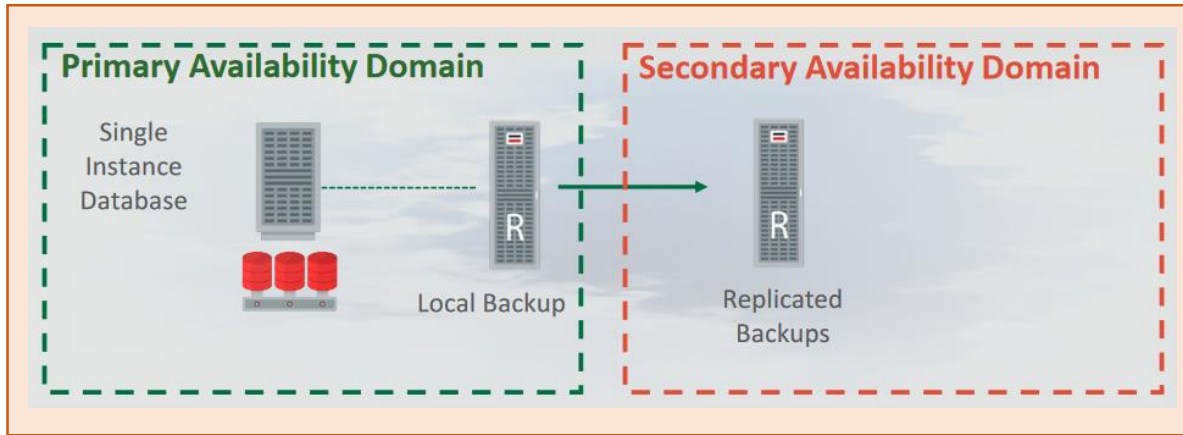 Primary Availability Domain
Single
Instance
Database
R
Local Backup
Secondary Availability Domain
R
Replicated
Backups